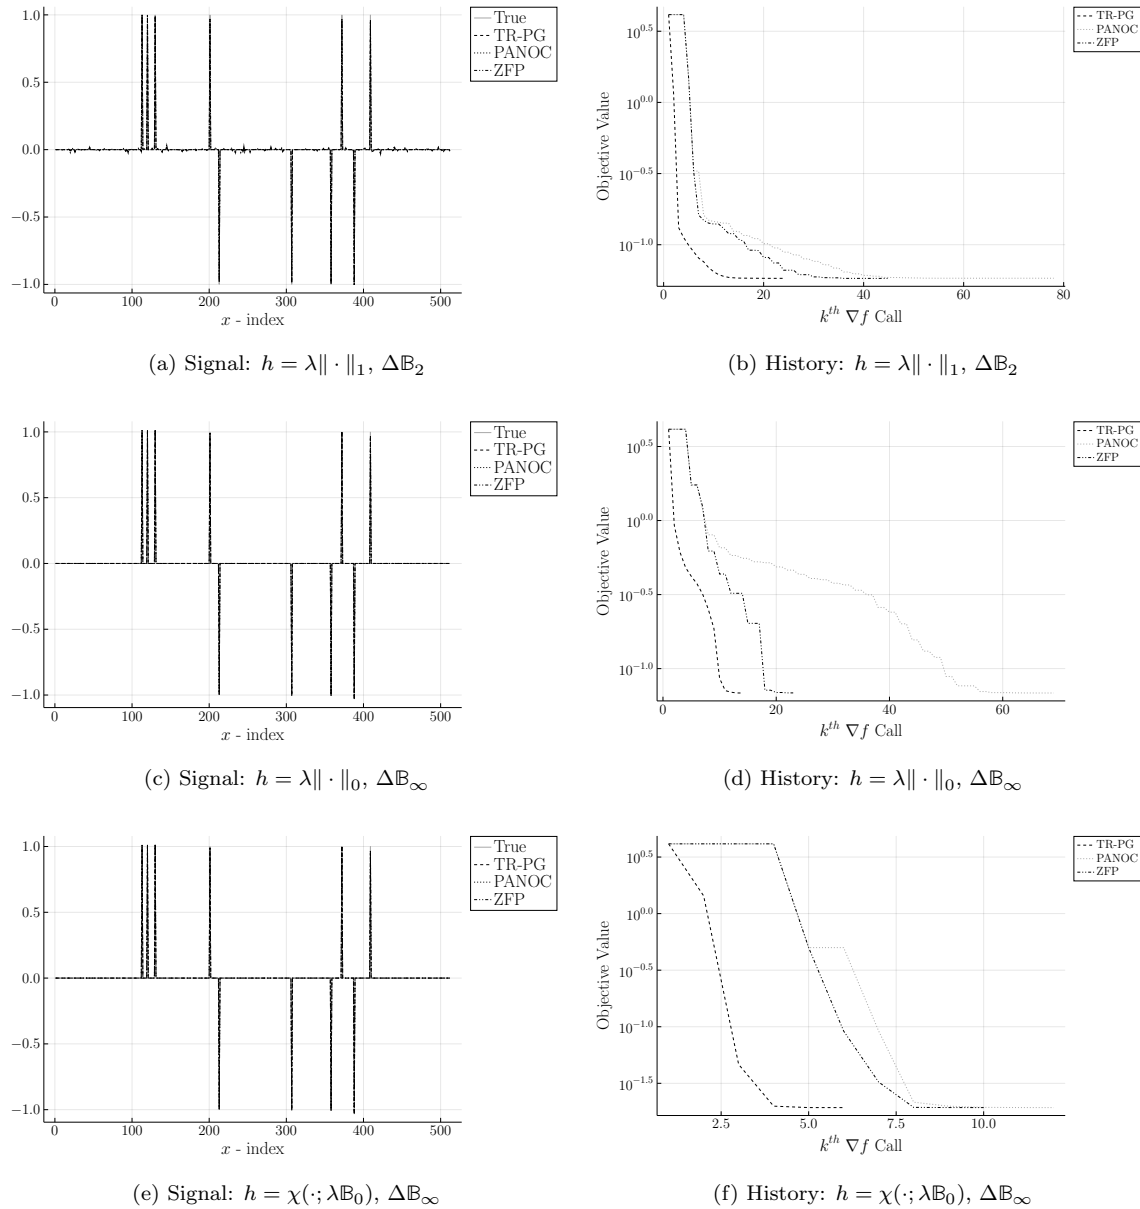 1.0
0.5
0.0
−0.5
−1.0
0
100
200
300
400
500
x - index
True
TR-PG
PANOC
ZFP
(a) Signal: h = λ‖ · ‖₁, Δ𝔹₂
Objective Value
10^0.5
10^0.0
10^−0.5
10^−1.0
0
20
40
60
80
k^th ∇f Call
TR-PG
PANOC
ZFP
(b) History: h = λ‖ · ‖₁, Δ𝔹₂
1.0
0.5
0.0
−0.5
−1.0
0
100
200
300
400
500
x - index
True
TR-PG
PANOC
ZFP
(c) Signal: h = λ‖ · ‖₀, Δ𝔹∞
Objective Value
10^0.5
10^0.0
10^−0.5
10^−1.0
0
20
40
60
k^th ∇f Call
TR-PG
PANOC
ZFP
(d) History: h = λ‖ · ‖₀, Δ𝔹∞
1.0
0.5
0.0
−0.5
−1.0
0
100
200
300
400
500
x - index
True
TR-PG
PANOC
ZFP
(e) Signal: h = χ(·; λ𝔹₀), Δ𝔹∞
Objective Value
10^0.5
10^0.0
10^−0.5
10^−1.0
10^−1.5
2.5
5.0
7.5
10.0
k^th ∇f Call
TR-PG
PANOC
ZFP
(f) History: h = χ(·; λ𝔹₀), Δ𝔹∞